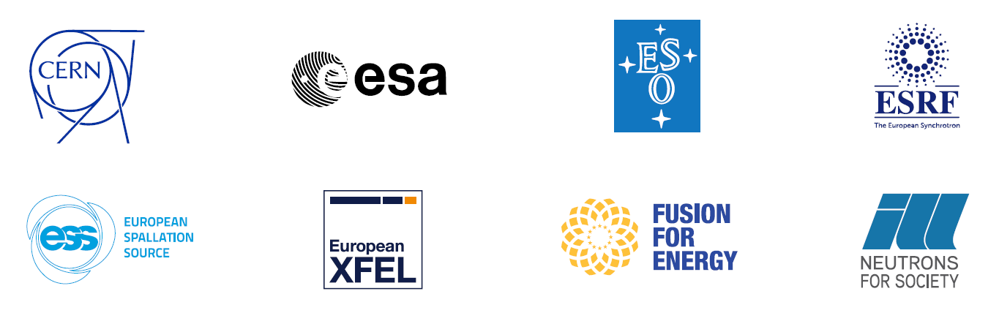 CERN
esa
ES
O
ESRF
The European Synchrotron
ess
EUROPEAN
SPALLATION
SOURCE
European
XFEL
FUSION
FOR
ENERGY
ill
NEUTRONS
FOR SOCIETY